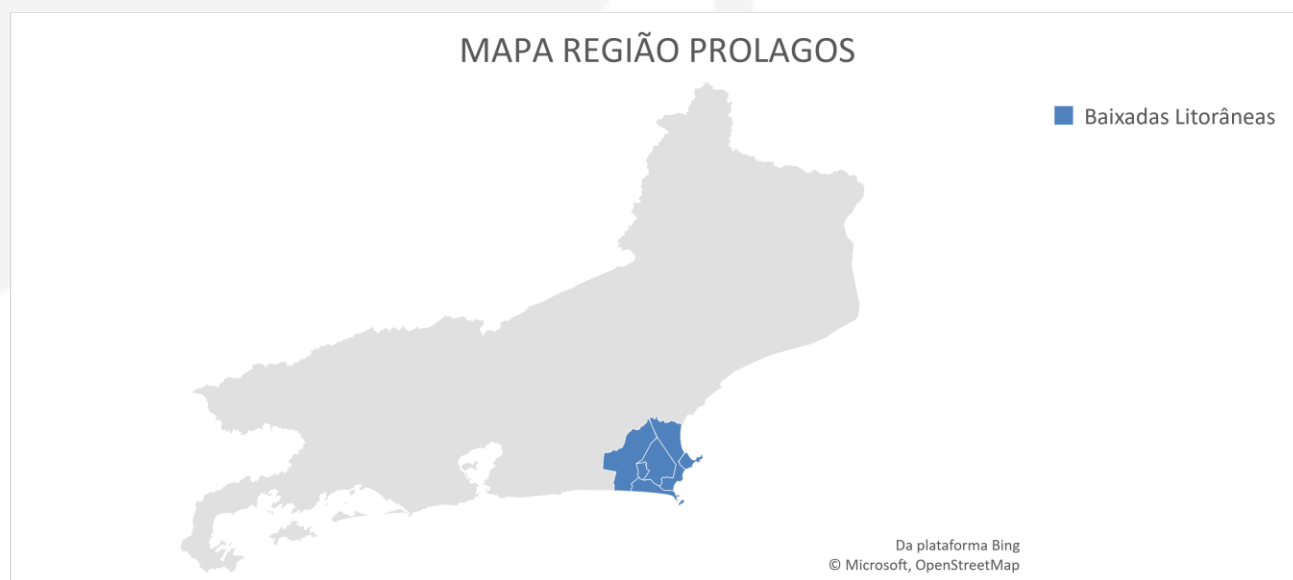 MAPA REGIÃO PROLAGOS
Baixadas Litorâneas
Da plataforma Bing
© Microsoft, OpenStreetMap